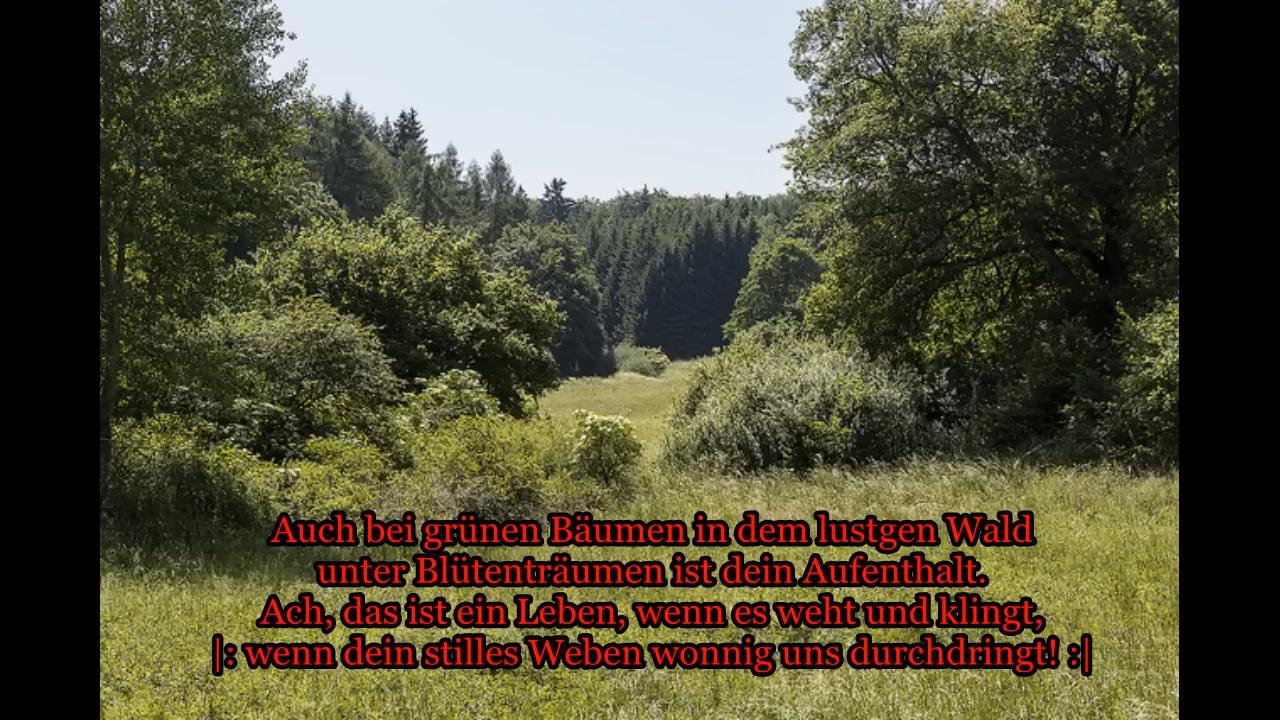 Auch bei grünen Bäumen in dem lustgen Wald
unter Blütenträumen ist dein Aufenthalt.
Ach, das ist ein Leben, wenn es weht und klingt,
|: wenn dein stilles Weben wonnig uns durchdringt! :|